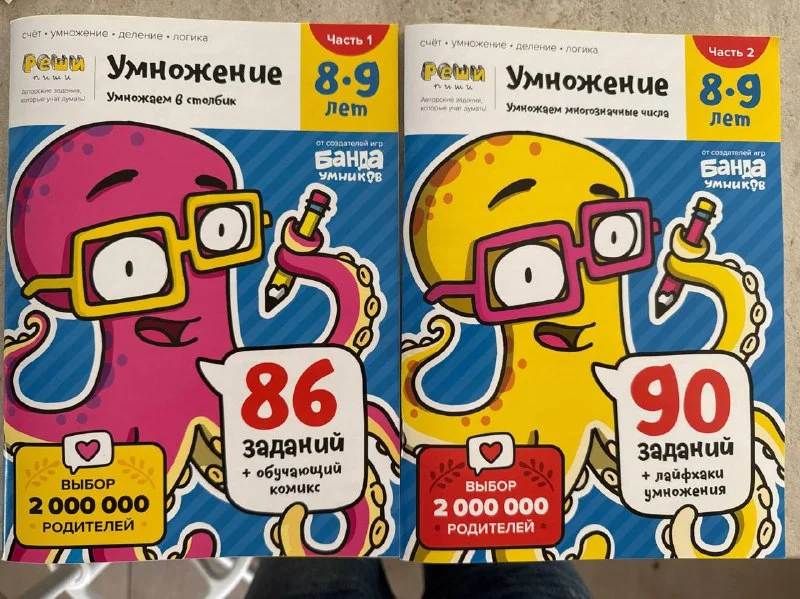 счёт • умножение • деление • логика
Часть 1
Реши
пиши
Авторские задания,
которые учат думать!
Умножение
Умножаем в столбик
8•9
лет
от создателей игр
БАНДА
УМНИКОВ
86
заданий
+ обучающий
комикс
ВЫБОР
2 000 000
РОДИТЕЛЕЙ
счёт • умножение • деление • логика
Часть 2
Реши
пиши
Авторские задания,
которые учат думать!
Умножение
Умножаем многозначные числа
8•9
лет
от создателей игр
БАНДА
УМНИКОВ
90
заданий
+ лайфхаки
умножения
ВЫБОР
2 000 000
РОДИТЕЛЕЙ